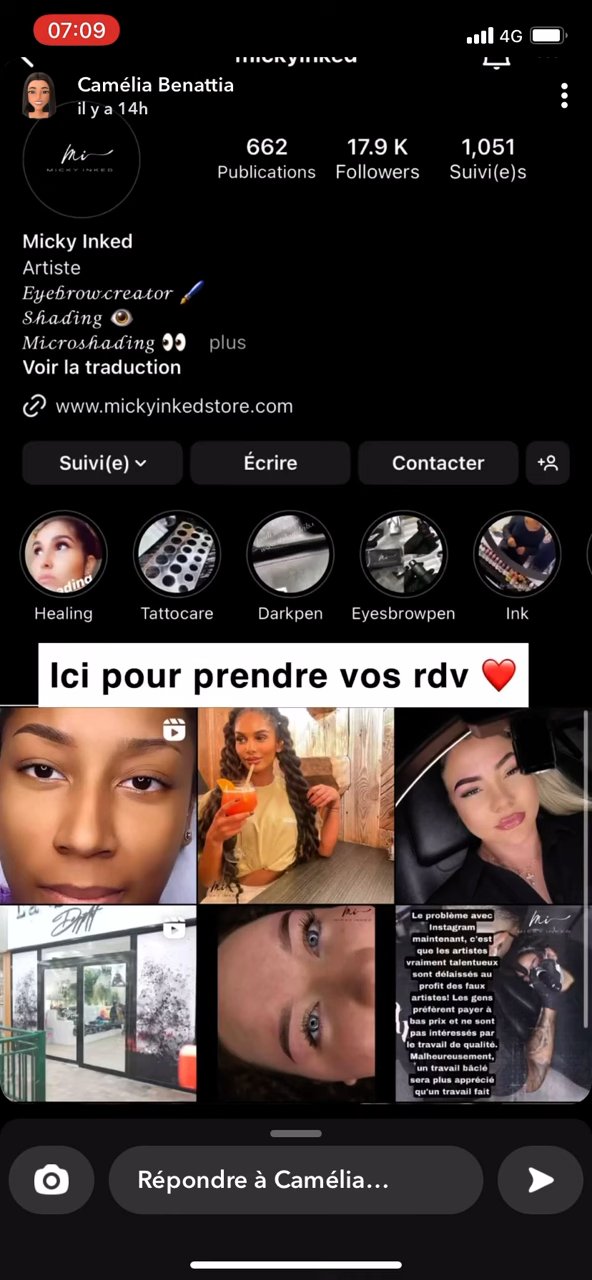 07:09
4G
mickyinked
Camélia Benattia
il y a 14h
mi
MICKY INKED
662
17.9 K
1,051
Publications
Followers
Suivi(e)s
Micky Inked
Artiste
Eyebrowcreator 🖌️
Shading 👁️
Microshading 👀 plus
Voir la traduction
www.mickyinkedstore.com
Suivi(e)
Écrire
Contacter
Healing
Tattocare
Darkpen
Eyesbrowpen
Ink
Ici pour prendre vos rdv ❤️
Le problème avec
Instagram
maintenant, c'est
que les artistes
vraiment talentueux
sont délaissés au
profit des faux
artistes! Les gens
préfèrent payer à
bas prix et ne sont
pas intéressés par
le travail de qualité.
Malheureusement,
un travail bâclé
sera plus apprécié
qu'un travail fait
Répondre à Camélia...